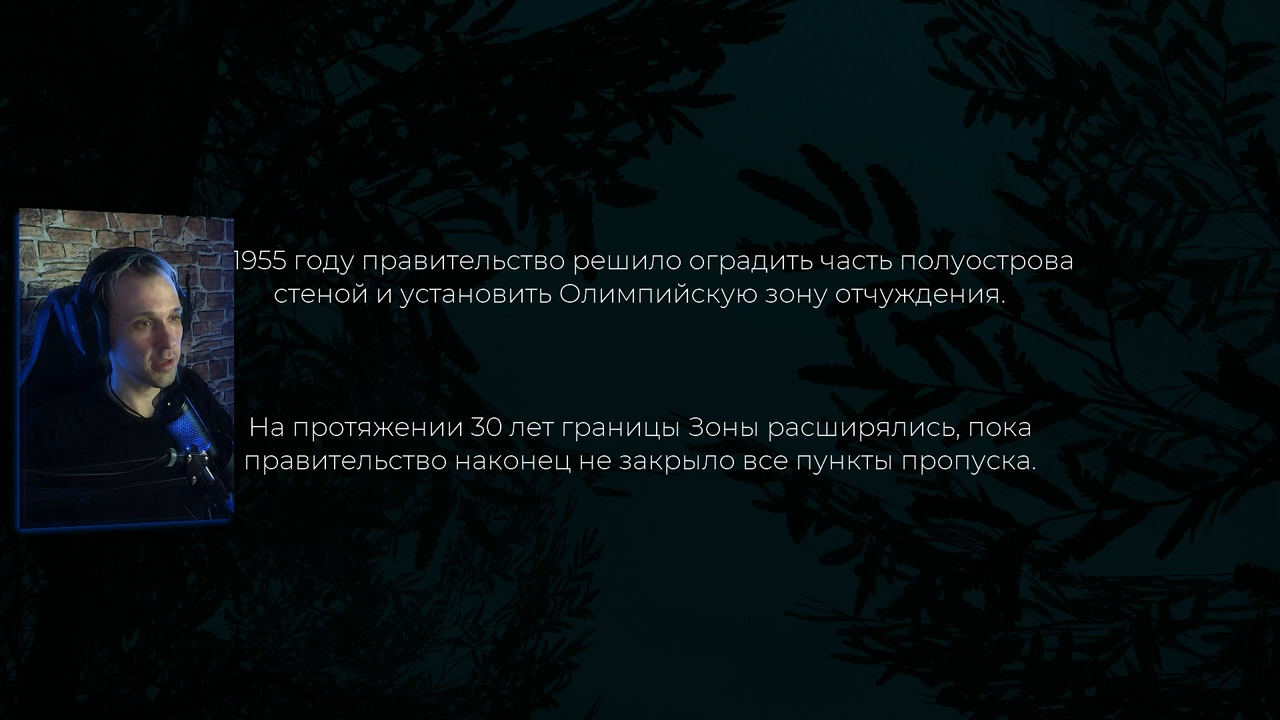 1955 году правительство решило оградить часть полуострова
стеной и установить Олимпийскую зону отчуждения.
На протяжении 30 лет границы Зоны расширялись, пока
правительство наконец не закрыло все пункты пропуска.